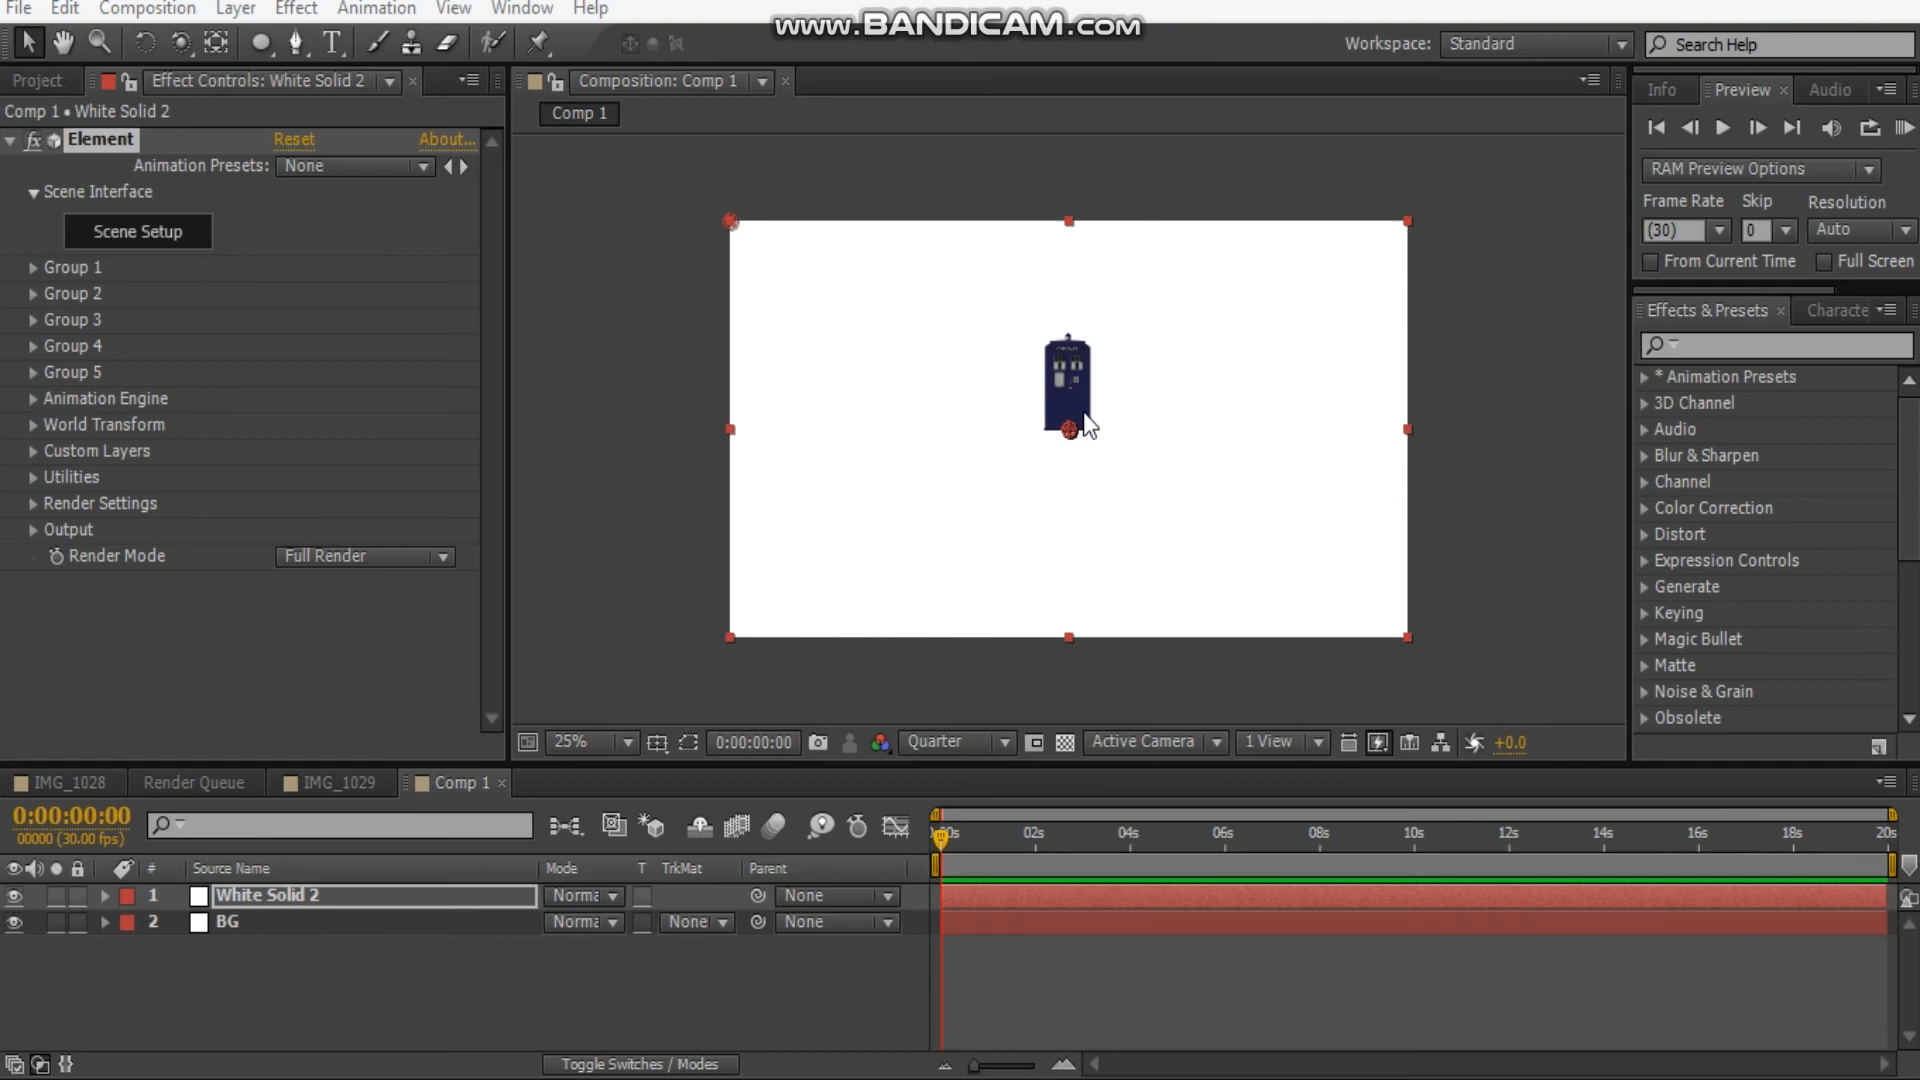 File Edit Composition Layer Effect Animation View Window Help
www.BANDICAM.com
Workspace: Standard Search Help
Project Effect Controls: White Solid 2 Composition: Comp 1
Info Preview Audio
Comp 1 • White Solid 2
Comp 1
fx Element Reset About...
Animation Presets: None
RAM Preview Options
Scene Interface
Frame Rate Skip Resolution
Scene Setup
(30) 0 Auto
From Current Time Full Screen
Group 1
Group 2
Group 3
Group 4
Group 5
Animation Engine
World Transform
Custom Layers
Utilities
Render Settings
Output
Render Mode Full Render
Effects & Presets Characte
* Animation Presets
3D Channel
Audio
Blur & Sharpen
Channel
Color Correction
Distort
Expression Controls
Generate
Keying
Magic Bullet
Matte
Noise & Grain
Obsolete
25% 0:00:00:00 Quarter Active Camera 1 View +0.0
IMG_1028 Render Queue IMG_1029 Comp 1
0:00:00:00
00000 (30.00 fps)
02s 04s 06s 08s 10s 12s 14s 16s 18s 20s
# Source Name Mode T TrkMat Parent
1 White Solid 2 Norma None
2 BG Norma None None
Toggle Switches / Modes